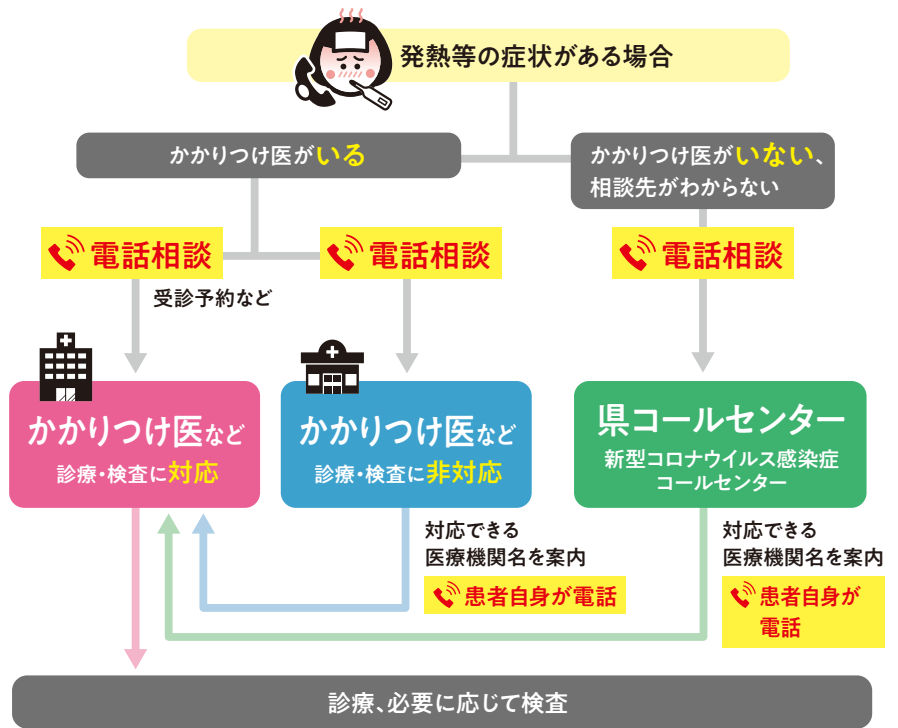 発熱等の症状がある場合
かかりつけ医がいる
かかりつけ医がいない、
相談先がわからない
電話相談
電話相談
電話相談
受診予約など
かかりつけ医など
診療・検査に対応
かかりつけ医など
診療・検査に非対応
県コールセンター
新型コロナウイルス感染症
コールセンター
対応できる
医療機関名を案内
患者自身が電話
対応できる
医療機関名を案内
患者自身が
電話
診療、必要に応じて検査